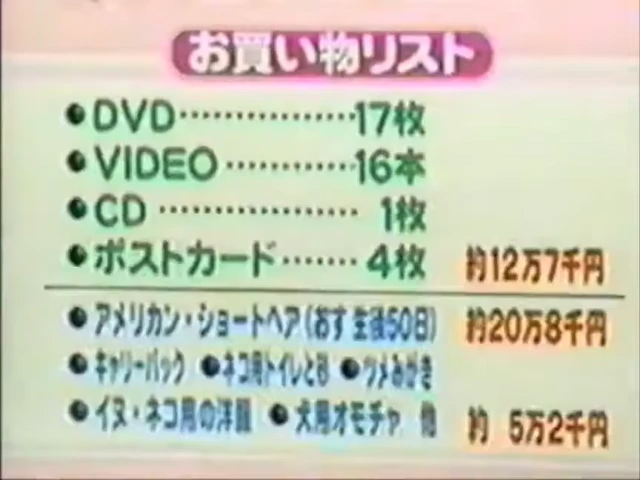 お買い物リスト
●DVD……………17枚
●VIDEO…………16本
●CD……………… 1枚
●ポストカード……4枚 約12万7千円
●アメリカン・ショートヘア(おす 生後50日) 約20万8千円
●キャリーバック ●ネコ用トイレと砂 ●ツメみがき
●イヌ・ネコ用の洋服 ●犬用オモチャ 他 約 5万2千円